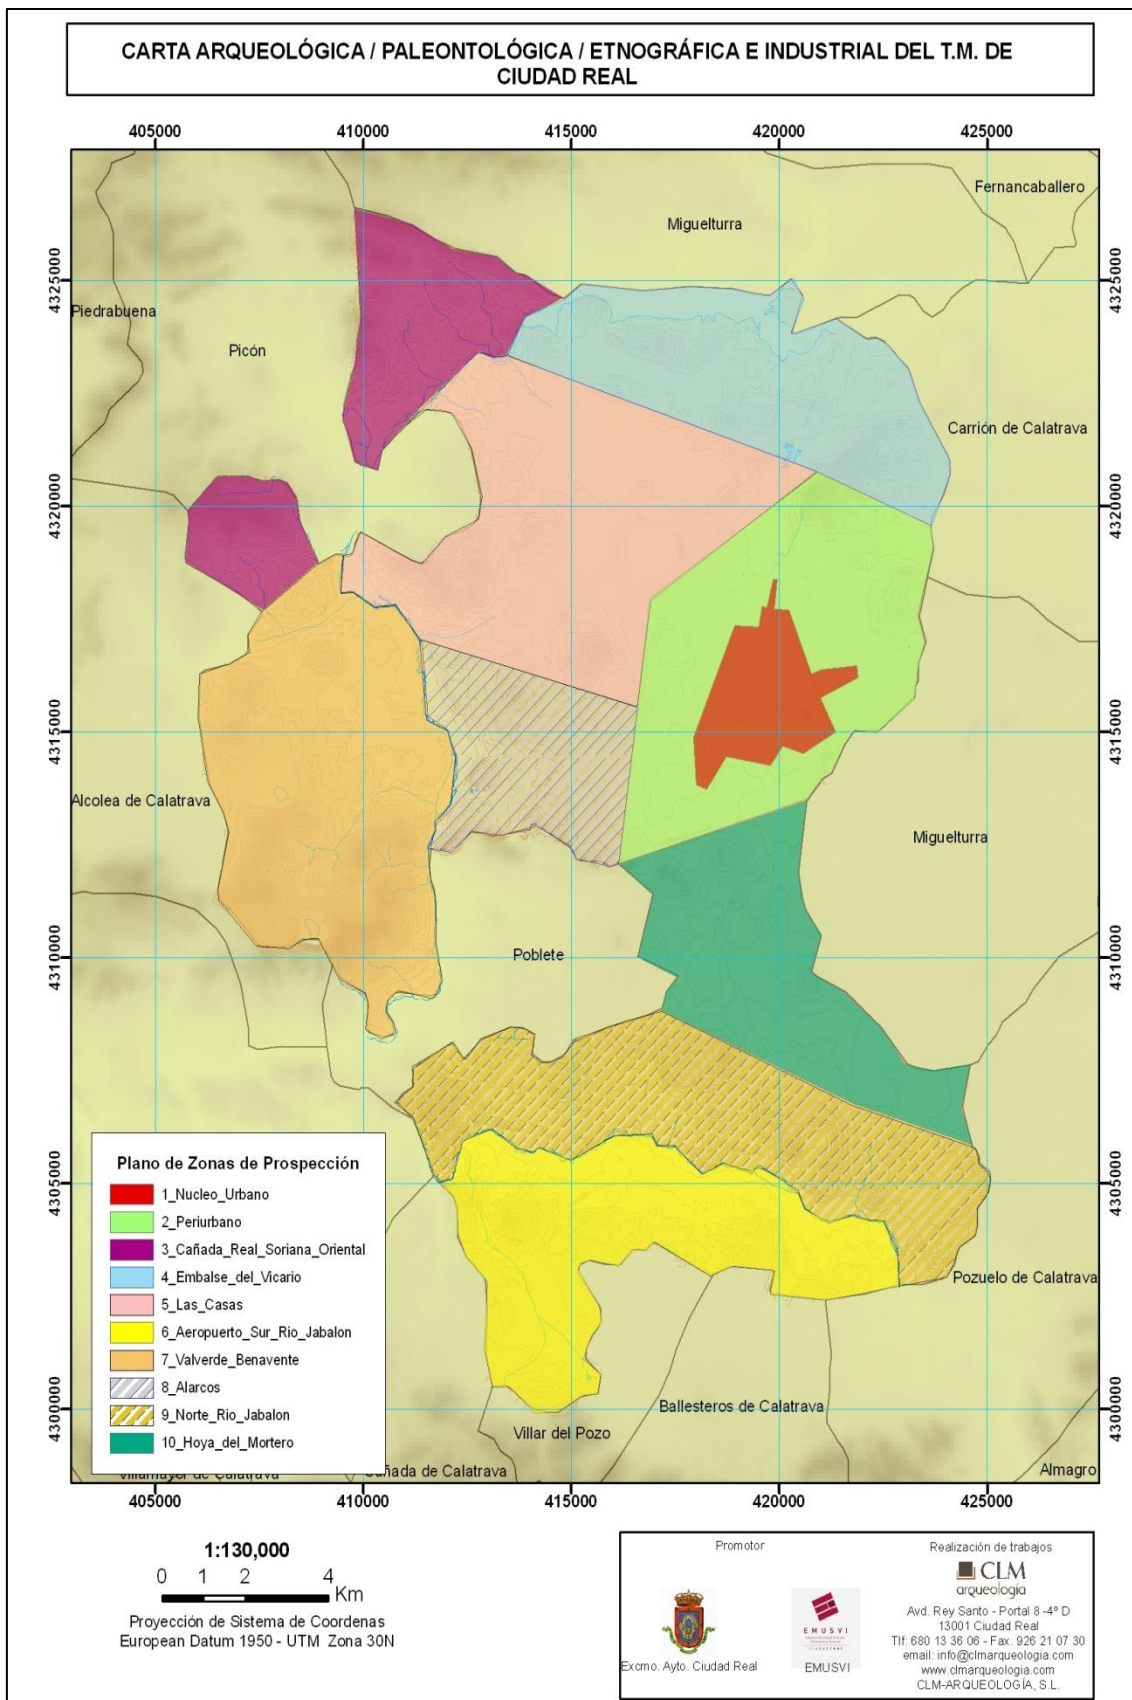 CARTA ARQUEOLÓGICA / PALEONTOLÓGICA / ETNOGRÁFICA E INDUSTRIAL DEL T.M. DE
CIUDAD REAL
405000 410000 415000 420000 425000
Fernancaballero
Miguelturra
4325000 4325000
Piedrabuena
Picón
Carrión de Calatrava
4320000 4320000
4315000 4315000
Alcolea de Calatrava
Miguelturra
Poblete
4310000 4310000
Plano de Zonas de Prospección
1_Nucleo_Urbano
2_Periurbano
3_Cañada_Real_Soriana_Oriental
4_Embalse_del_Vicario
5_Las_Casas
6_Aeropuerto_Sur_Rio_Jabalon
7_Valverde_Benavente
8_Alarcos
9_Norte_Rio_Jabalon
10_Hoya_del_Mortero
4305000 4305000
Pozuelo de Calatrava
4300000 4300000
Ballesteros de Calatrava
Villar del Pozo
Villamayor de Calatrava
Cañada de Calatrava
Almagro
405000 410000 415000 420000 425000
1:130,000
0 1 2 4
Km
Proyección de Sistema de Coordenas
European Datum 1950 - UTM Zona 30N
Promotor
Excmo. Ayto. Ciudad Real
EMUSVI
EMUSVI
Realización de trabajos
CLM
arqueología
Avd. Rey Santo - Portal 8 -4º D
13001 Ciudad Real
Tlf: 680 13 36 06 - Fax. 926 21 07 30
email: info@clmarqueologia.com
www.clmarqueologia.com
CLM-ARQUEOLOGÍA, S.L.